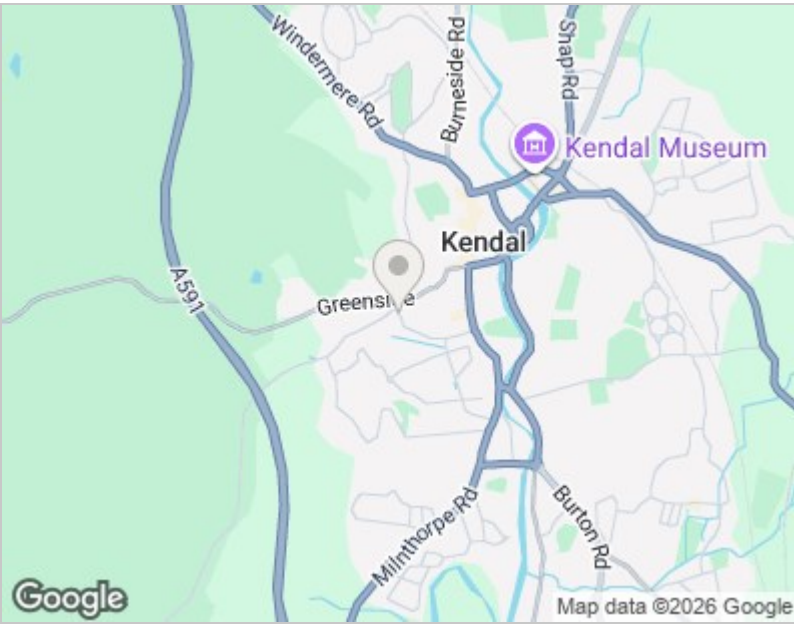 Windermere Rd
Burneside Rd
Shap Rd
Kendal Museum
Kendal
A591
Greenside
Milnthorpe Rd
Burton Rd
Google
Map data ©2026 Google